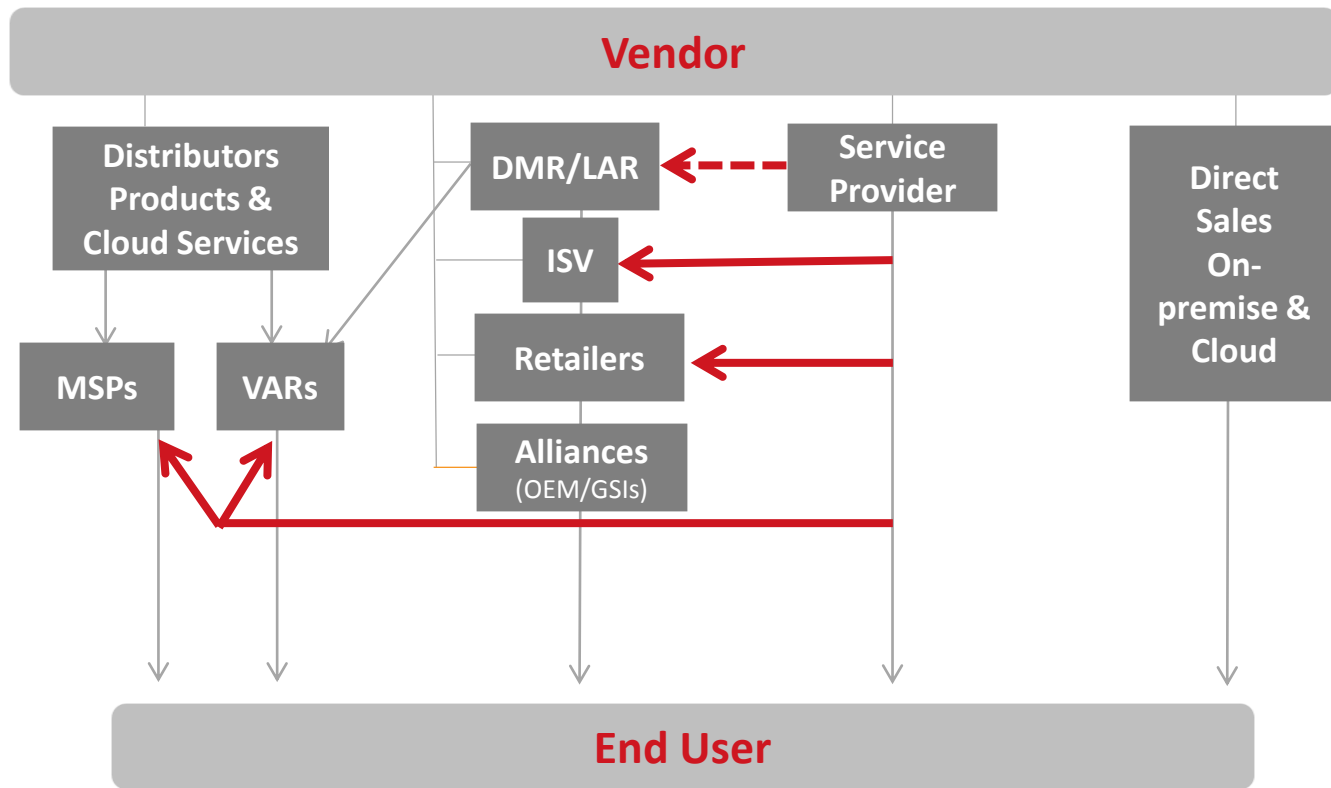 Vendor
Distributors
Products &
Cloud Services
DMR/LAR
Service
Provider
Direct
Sales
On-
premise &
Cloud
ISV
MSPs
VARs
Retailers
Alliances
(OEM/GSIs)
End User